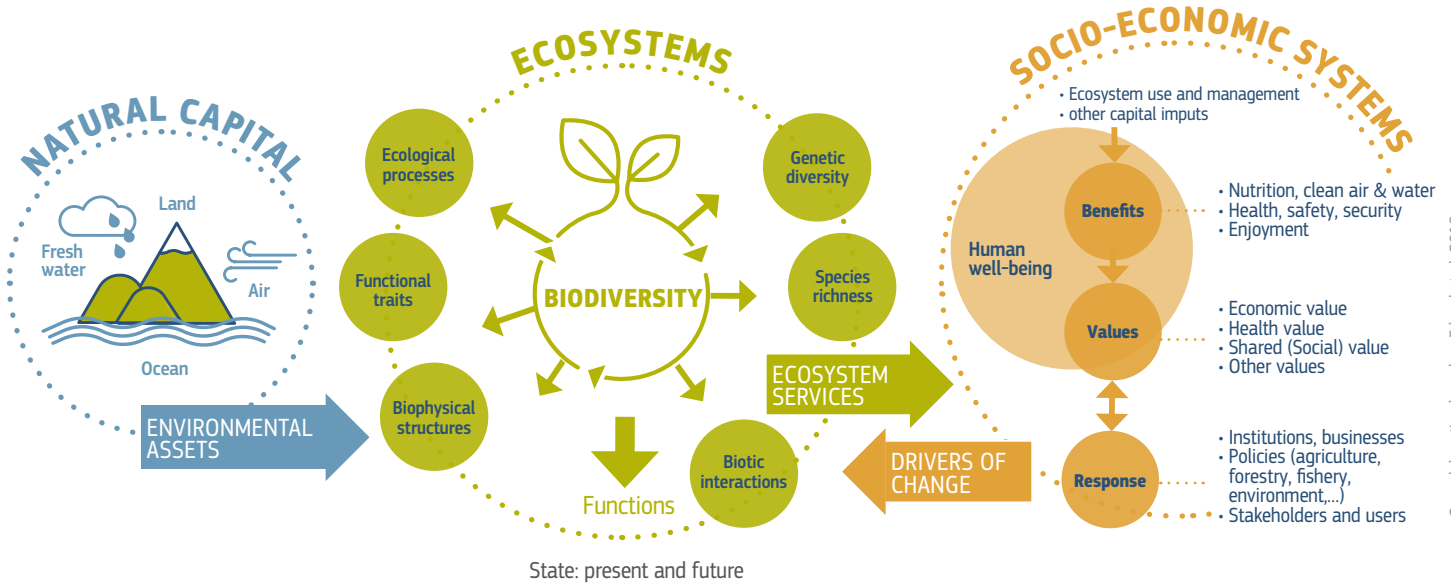 NATURAL CAPITAL
Land
Fresh
water
Air
Ocean
ENVIRONMENTAL
ASSETS
ECOSYSTEMS
Ecological
processes
Genetic
diversity
Functional
traits
BIODIVERSITY
Species
richness
Biophysical
structures
Biotic
interactions
Functions
State: present and future
ECOSYSTEM
SERVICES
DRIVERS OF
CHANGE
SOCIO-ECONOMIC SYSTEMS
• Ecosystem use and management
• other capital imputs
Human
well-being
Benefits
• Nutrition, clean air & water
• Health, safety, security
• Enjoyment
Values
• Economic value
• Health value
• Shared (Social) value
• Other values
Response
• Institutions, businesses
• Policies (agriculture,
forestry, fishery,
environment,...)
• Stakeholders and users